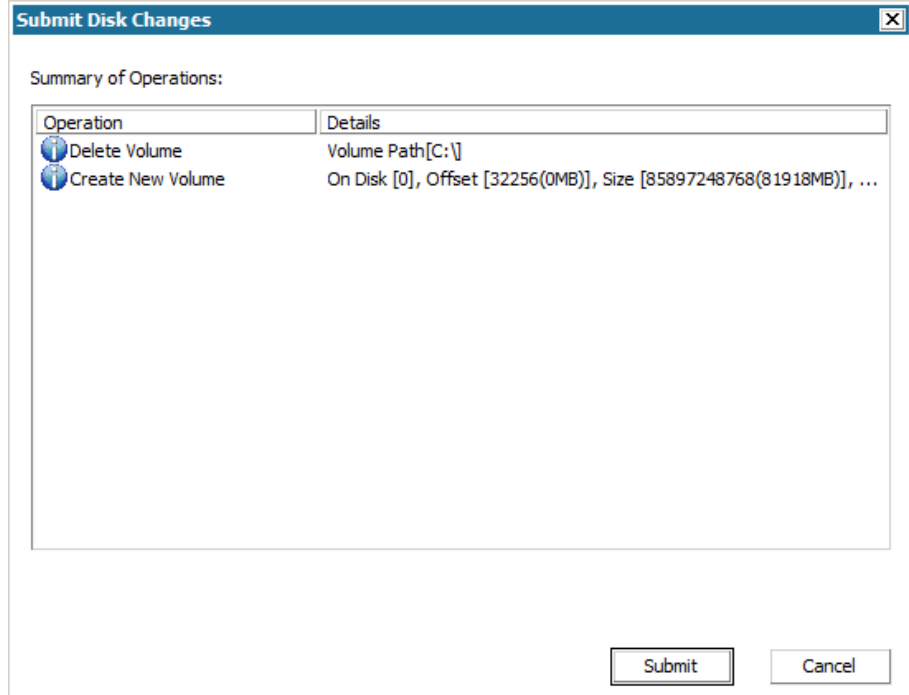 Submit Disk Changes
Summary of Operations:
Operation Details
Delete Volume Volume Path[C:\]
Create New Volume On Disk [0], Offset [32256(0MB)], Size [85897248768(81918MB)], ...
Submit Cancel